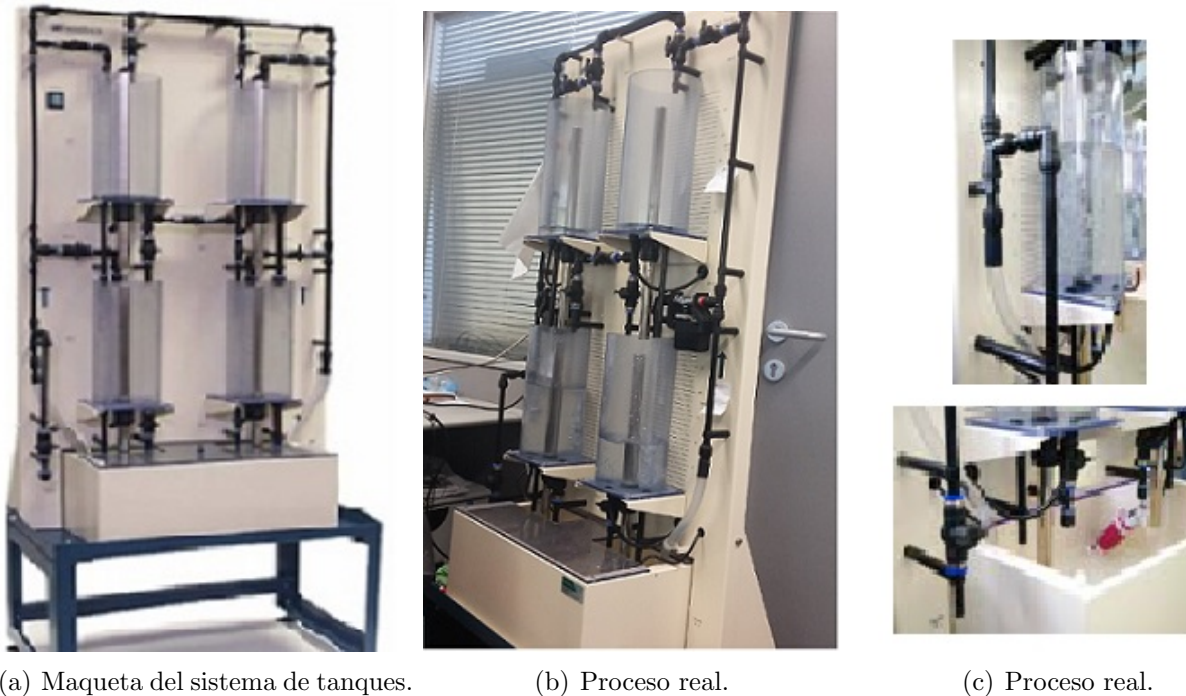 (a) Maqueta del sistema de tanques.
(b) Proceso real.
(c) Proceso real.